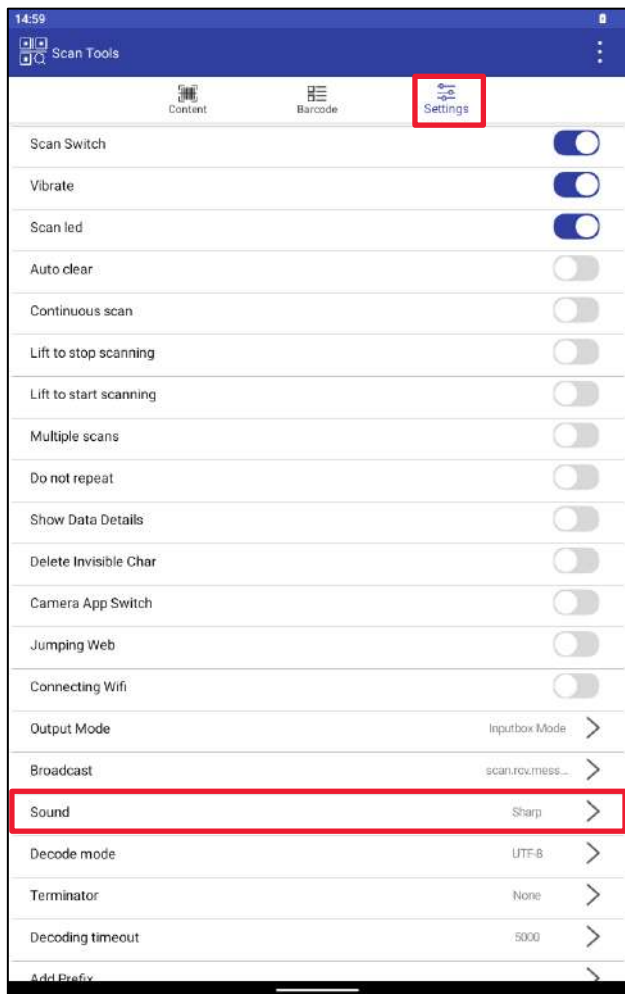 14:59
Scan Tools
Content Barcode Settings
Scan Switch
Vibrate
Scan led
Auto clear
Continuous scan
Lift to stop scanning
Lift to start scanning
Multiple scans
Do not repeat
Show Data Details
Delete Invisible Char
Camera App Switch
Jumping Web
Connecting Wifi
Output Mode Inputbox Mode
Broadcast scan.rcv.mess...
Sound Sharp
Decode mode UTF-8
Terminator None
Decoding timeout 5000
Add Prefix